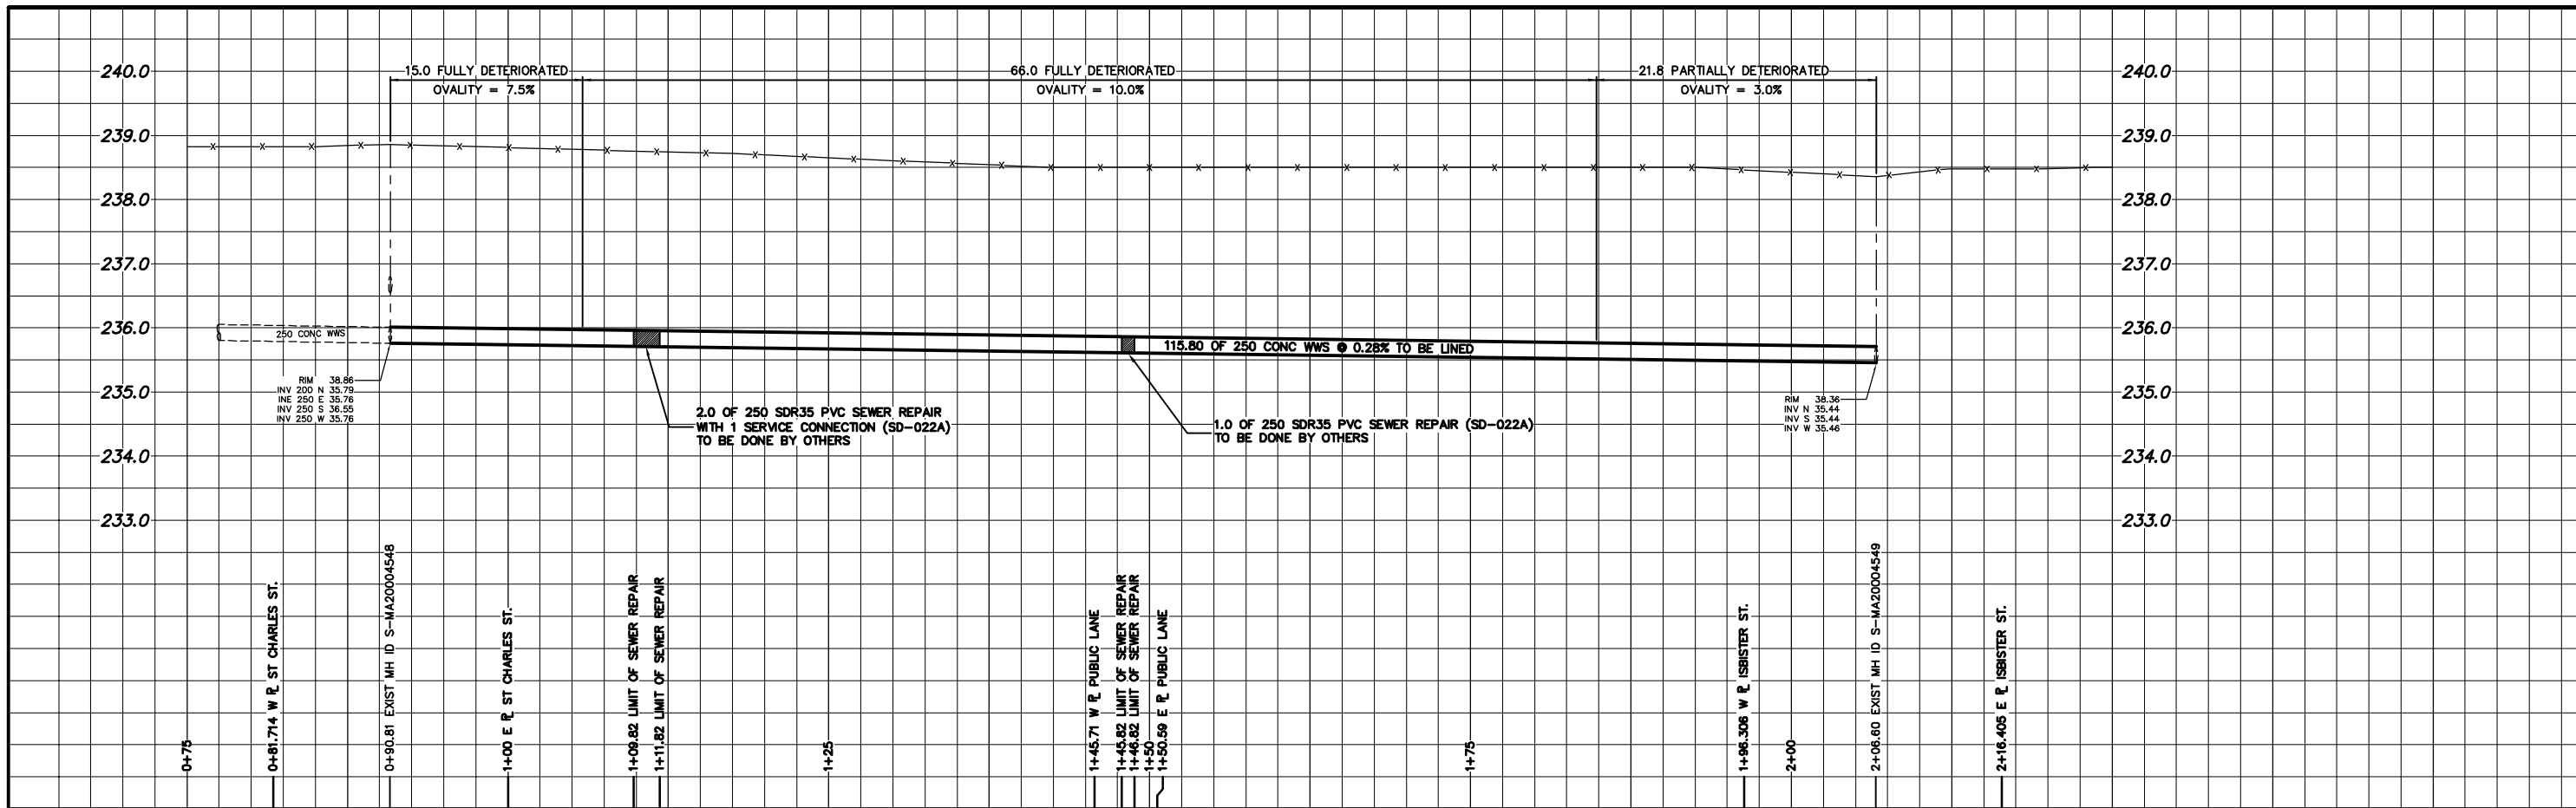 240.0
239.0
238.0
237.0
236.0
235.0
234.0
233.0
15.0 FULLY DETERIORATED
OVALITY = 7.5%
66.0 FULLY DETERIORATED
OVALITY = 10.0%
21.8 PARTIALLY DETERIORATED
OVALITY = 3.0%
240.0
239.0
238.0
237.0
236.0
235.0
234.0
233.0
250 CONC WWS
115.80 OF 250 CONC WWS @ 0.28% TO BE LINED
RIM 38.86
INV 200 N 35.79
INE 250 E 35.76
INV 250 S 36.55
INV 250 W 35.76
2.0 OF 250 SDR35 PVC SEWER REPAIR
WITH 1 SERVICE CONNECTION (SD-022A)
TO BE DONE BY OTHERS
1.0 OF 250 SDR35 PVC SEWER REPAIR (SD-022A)
TO BE DONE BY OTHERS
RIM 38.36
INV N 35.44
INV S 35.44
INV W 35.46
0+75
0+81.714 W PL ST CHARLES ST.
0+90.81 EXIST MH ID S-MA20004548
1+00 E PL ST CHARLES ST.
1+09.82 LIMIT OF SEWER REPAIR
1+11.82 LIMIT OF SEWER REPAIR
1+25
1+45.71 W PL PUBLIC LANE
1+45.82 LIMIT OF SEWER REPAIR
1+46.82 LIMIT OF SEWER REPAIR
1+50
1+50.59 E PL PUBLIC LANE
1+75
1+96.306 W PL ISBISTER ST.
2+00
2+06.60 EXIST MH ID S-MA20004549
2+16.405 E PL ISBISTER ST.